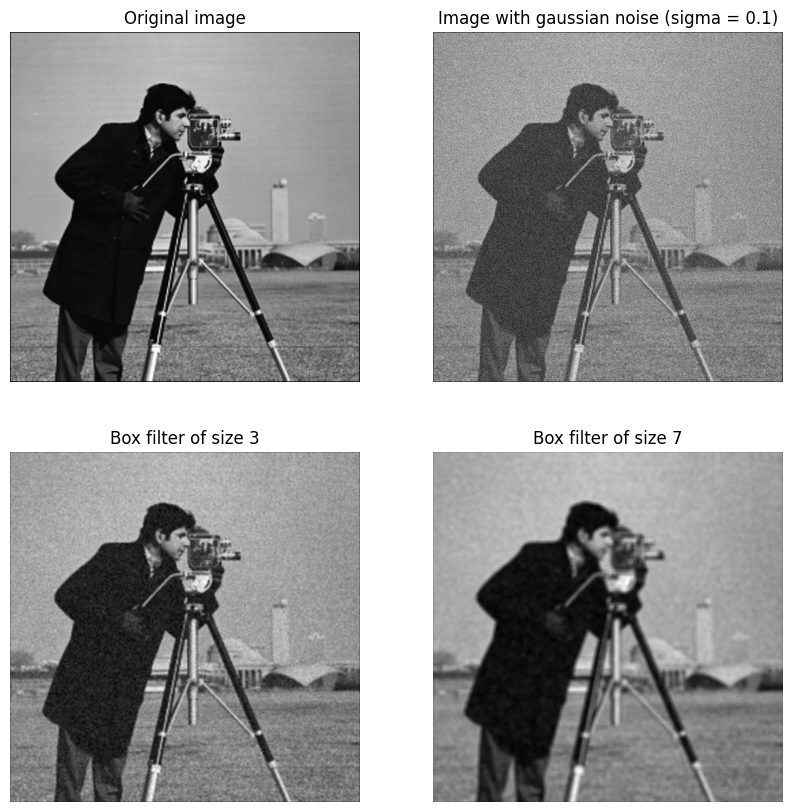 Original image
Image with gaussian noise (sigma = 0.1)
Box filter of size 3
Box filter of size 7